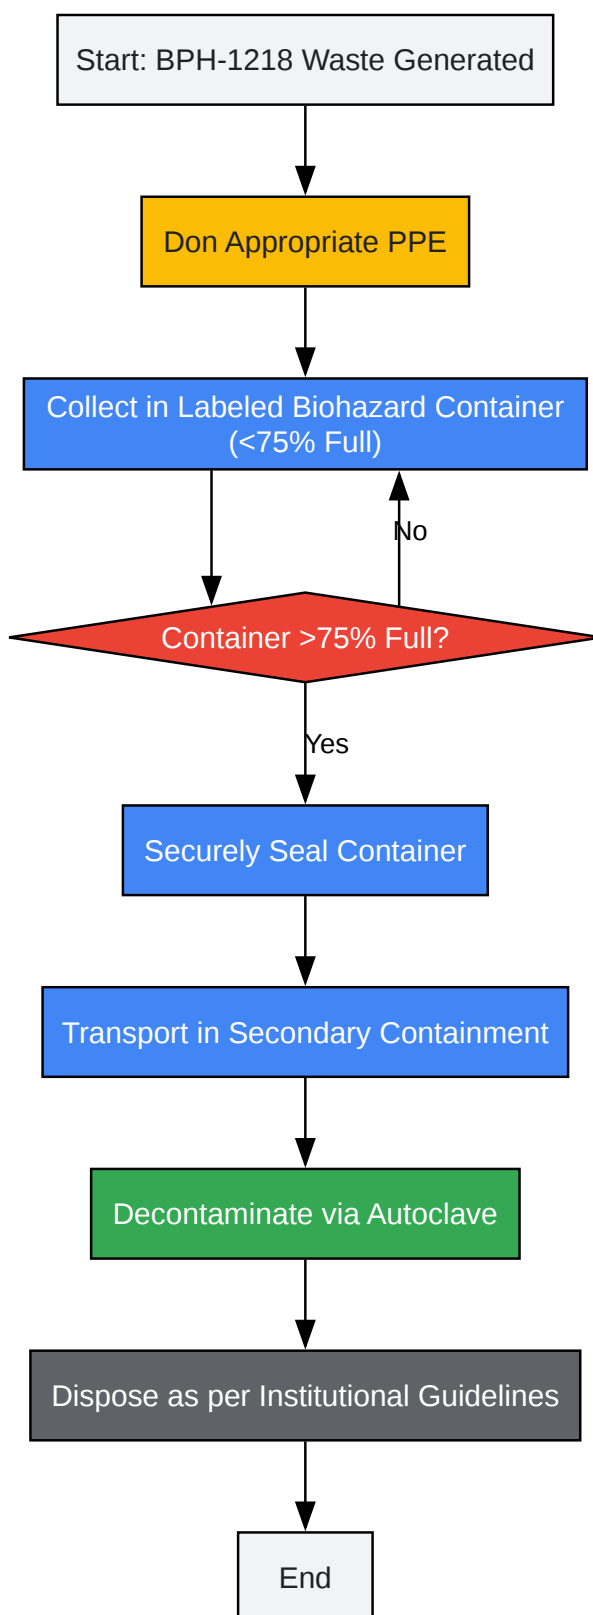 Start: BPH-1218 Waste Generated
Don Appropriate PPE
Collect in Labeled Biohazard Container
(<75% Full)
No
Container >75% Full?
Yes
Securely Seal Container
Transport in Secondary Containment
Decontaminate via Autoclave
Dispose as per Institutional Guidelines
End